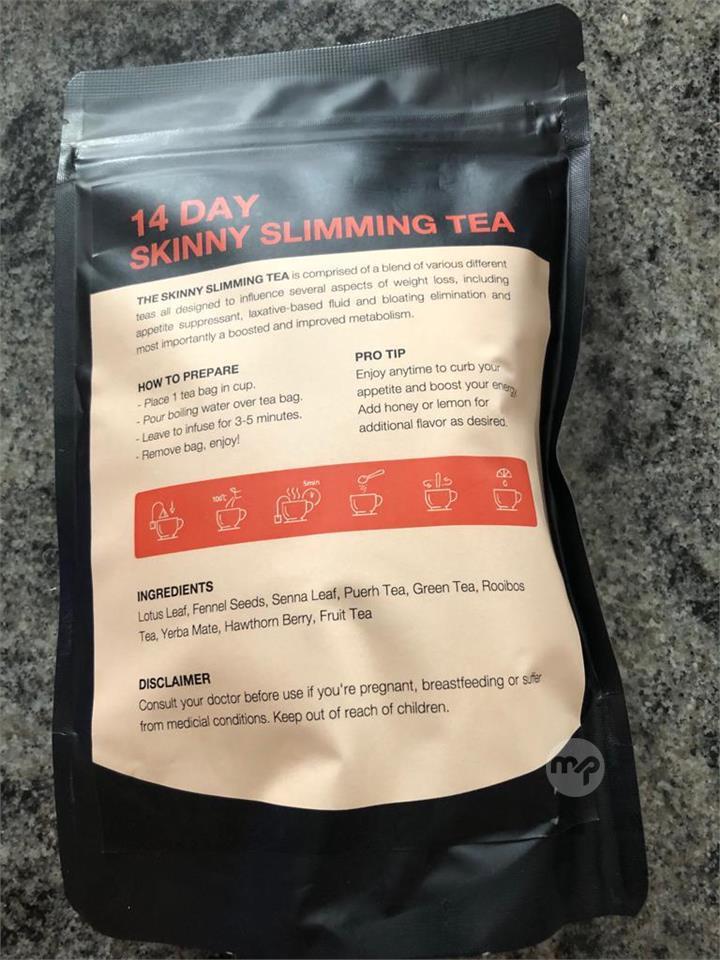 14 DAY
SKINNY SLIMMING TEA
THE SKINNY SLIMMING TEA is comprised of a blend of various different
teas all designed to influence several aspects of weight loss, including
appetite suppressant, laxative-based fluid and bloating elimination and
most importantly a boosted and improved metabolism.
HOW TO PREPARE
- Place 1 tea bag in cup.
- Pour boiling water over tea bag.
- Leave to infuse for 3-5 minutes.
- Remove bag, enjoy!
PRO TIP
Enjoy anytime to curb your
appetite and boost your energy.
Add honey or lemon for
additional flavor as desired.
100°C
5min
INGREDIENTS
Lotus Leaf, Fennel Seeds, Senna Leaf, Puerh Tea, Green Tea, Rooibos
Tea, Yerba Mate, Hawthorn Berry, Fruit Tea
DISCLAIMER
Consult your doctor before use if you're pregnant, breastfeeding or suffer
from medicial conditions. Keep out of reach of children.
mp